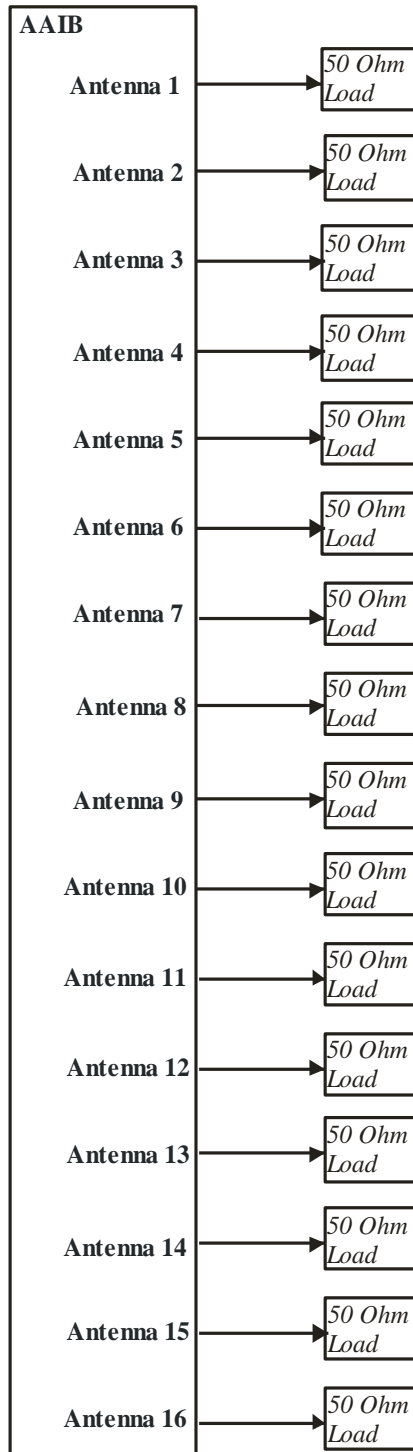 AAIB
Antenna 1
50 Ohm
Load
Antenna 2
50 Ohm
Load
Antenna 3
50 Ohm
Load
Antenna 4
50 Ohm
Load
Antenna 5
50 Ohm
Load
Antenna 6
50 Ohm
Load
Antenna 7
50 Ohm
Load
Antenna 8
50 Ohm
Load
Antenna 9
50 Ohm
Load
Antenna 10
50 Ohm
Load
Antenna 11
50 Ohm
Load
Antenna 12
50 Ohm
Load
Antenna 13
50 Ohm
Load
Antenna 14
50 Ohm
Load
Antenna 15
50 Ohm
Load
Antenna 16
50 Ohm
Load